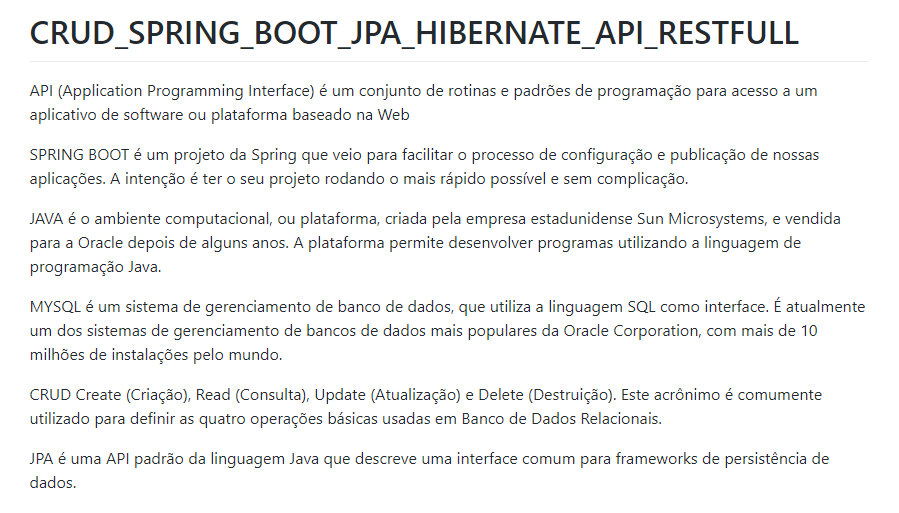 CRUD_SPRING_BOOT_JPA_HIBERNATE_API_RESTFULL
API (Application Programming Interface) é um conjunto de rotinas e padrões de programação para acesso a um
aplicativo de software ou plataforma baseado na Web
SPRING BOOT é um projeto da Spring que veio para facilitar o processo de configuração e publicação de nossas
aplicações. A intenção é ter o seu projeto rodando o mais rápido possível e sem complicação.
JAVA é o ambiente computacional, ou plataforma, criada pela empresa estadunidense Sun Microsystems, e vendida
para a Oracle depois de alguns anos. A plataforma permite desenvolver programas utilizando a linguagem de
programação Java.
MYSQL é um sistema de gerenciamento de banco de dados, que utiliza a linguagem SQL como interface. É atualmente
um dos sistemas de gerenciamento de bancos de dados mais populares da Oracle Corporation, com mais de 10
milhões de instalações pelo mundo.
CRUD Create (Criação), Read (Consulta), Update (Atualização) e Delete (Destruição). Este acrônimo é comumente
utilizado para definir as quatro operações básicas usadas em Banco de Dados Relacionais.
JPA é uma API padrão da linguagem Java que descreve uma interface comum para frameworks de persistência de
dados.